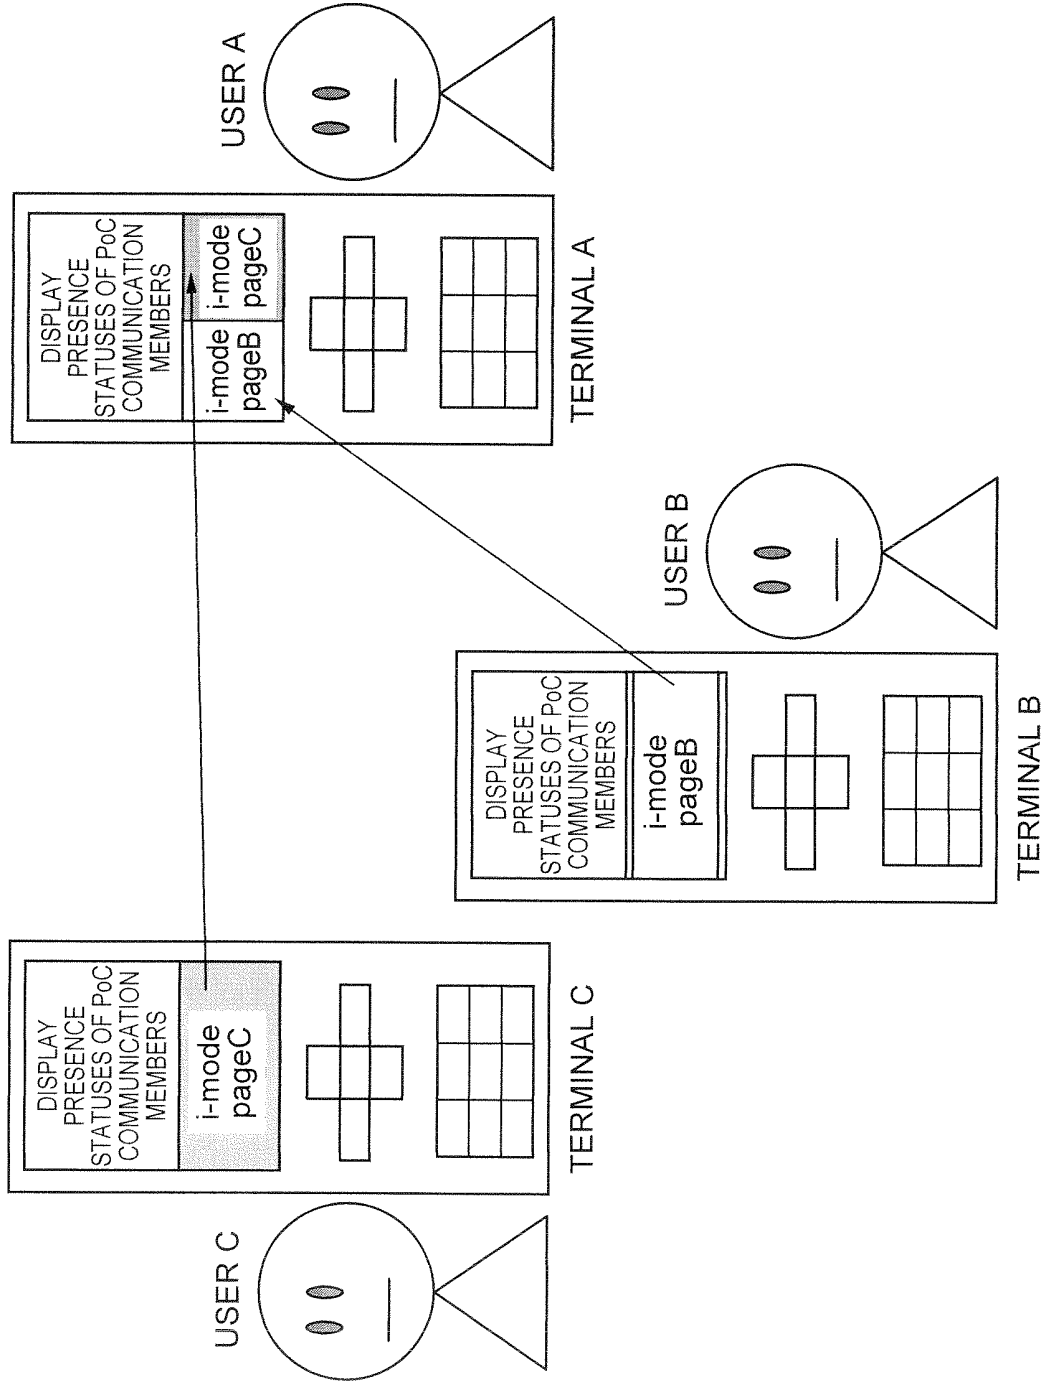 USER C
DISPLAY
PRESENCE
STATUSES OF PoC
COMMUNICATION
MEMBERS
i-mode
pageC
TERMINAL C
DISPLAY
PRESENCE
STATUSES OF PoC
COMMUNICATION
MEMBERS
i-mode
pageB
i-mode
pageC
TERMINAL A
USER A
DISPLAY
PRESENCE
STATUSES OF PoC
COMMUNICATION
MEMBERS
i-mode
pageB
TERMINAL B
USER B